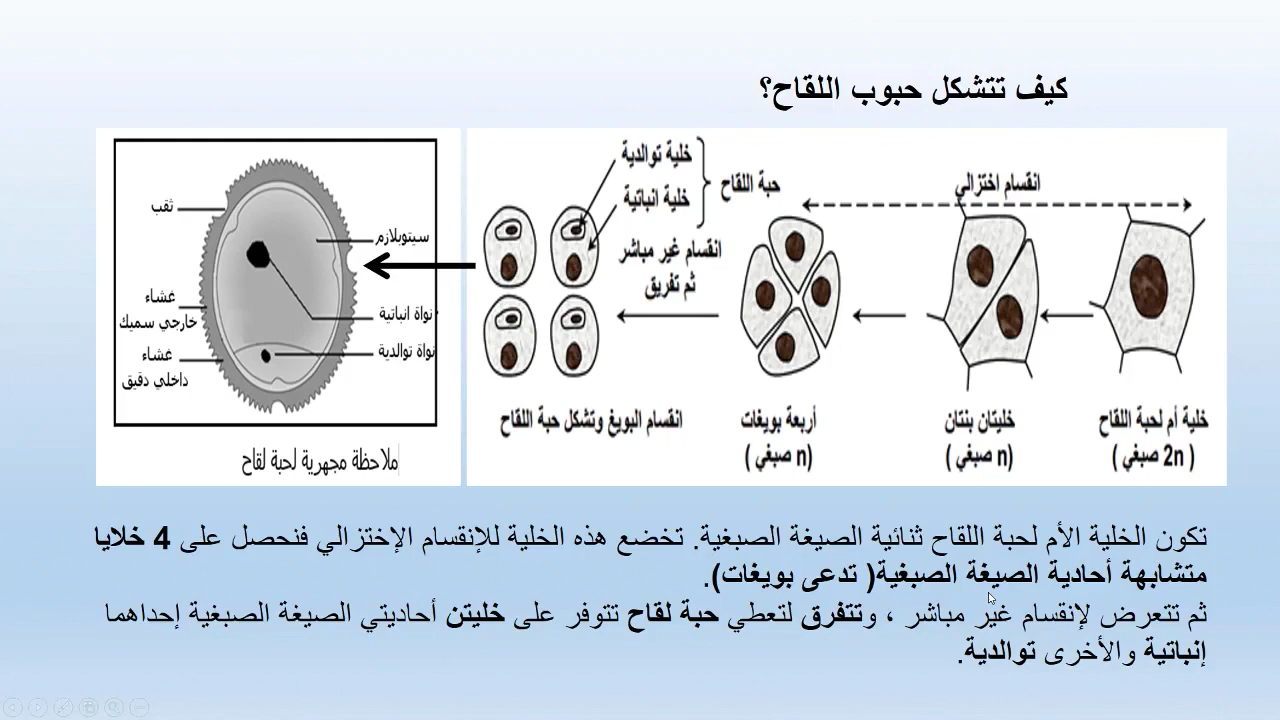 كيف تتشكل حبوب اللقاح؟
انقسام اختزالي
حبة اللقاح
خلية توالدية
خلية انباتية
انقسام غير مباشر
ثم تفريق
خلية أم لحبة اللقاح
( 2n صبغي )
خليتان بنتان
(n صبغي )
أربعة بويغات
(n صبغي )
انقسام البويغ وتشكل حبة اللقاح
ثقب
سيتوبلازم
غشاء
خارجي سميك
نواة انباتية
غشاء
داخلي دقيق
نواة توالدية
ملاحظة مجهرية لحبة لقاح
تكون الخلية الأم لحبة اللقاح ثنائية الصيغة الصبغية. تخضع هذه الخلية للإنقسام الإختزالي فنحصل على 4 خلايا
متشابهة أحادية الصيغة الصبغية( تدعى بويغات).
ثم تتعرض لإنقسام غير مباشر ، وتتفرق لتعطي حبة لقاح تتوفر على خليتن أحاديتي الصيغة الصبغية إحداهما
إنباتية والأخرى توالدية.